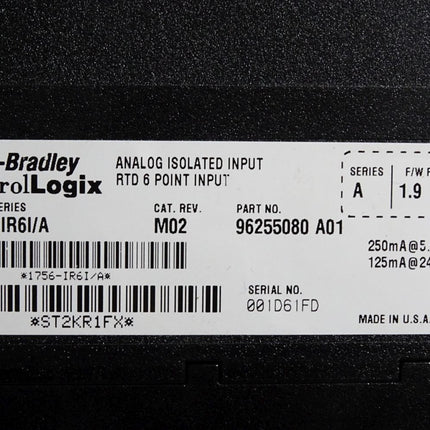 -Bradley
rolLogix
ANALOG ISOLATED INPUT
RTD 6 POINT INPUT
SERIES
A
F/W R
1.9
ERIES
IR6I/A
CAT. REV.
M02
PART NO.
96255080 A01
250mA@5.
125mA@24
*1756-IR6I/A*
SERIAL NO.
001D61FD
*ST2KR1FX*
MADE IN U.S.A.